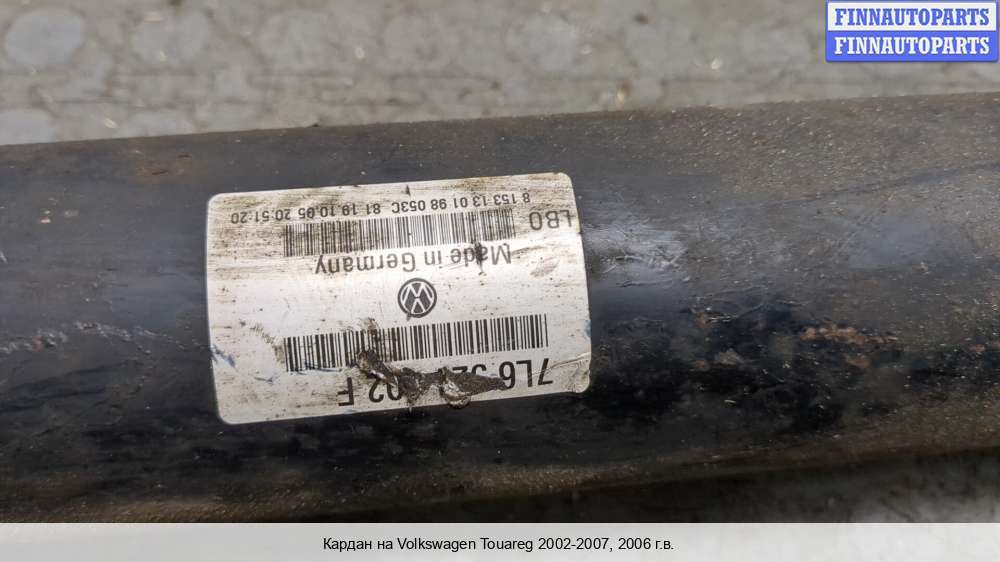 FINNAUTOPARTS
FINNAUTOPARTS
7L6 F
Made in Germany
LBO
8 153 13 01 98 053C 81 19.10.05 20.51.20
Кардан на Volkswagen Touareg 2002-2007, 2006 г.в.